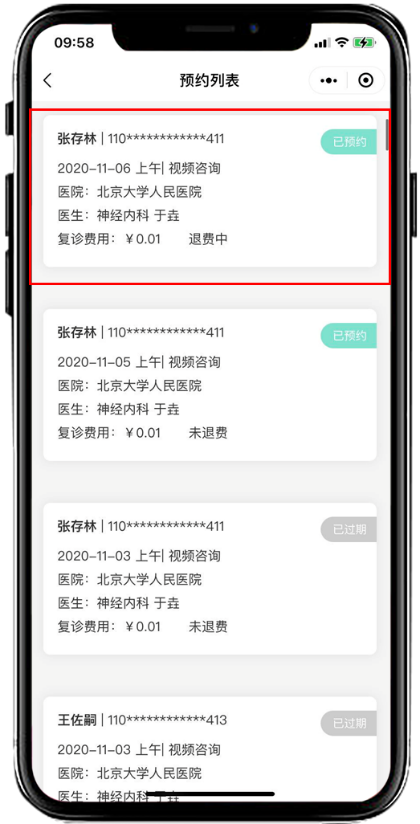 09:58
预约列表
张存林 | 110************411
已预约
2020-11-06 上午| 视频咨询
医院：北京大学人民医院
医生：神经内科 于垚
复诊费用：￥0.01 退费中
张存林 | 110************411
已预约
2020-11-05 上午| 视频咨询
医院：北京大学人民医院
医生：神经内科 于垚
复诊费用：￥0.01 未退费
张存林 | 110************411
已过期
2020-11-03 上午| 视频咨询
医院：北京大学人民医院
医生：神经内科 于垚
复诊费用：￥0.01 未退费
王佐嗣 | 110************413
已过期
2020-11-03 上午| 视频咨询
医院：北京大学人民医院
医生：神经内科 于垚